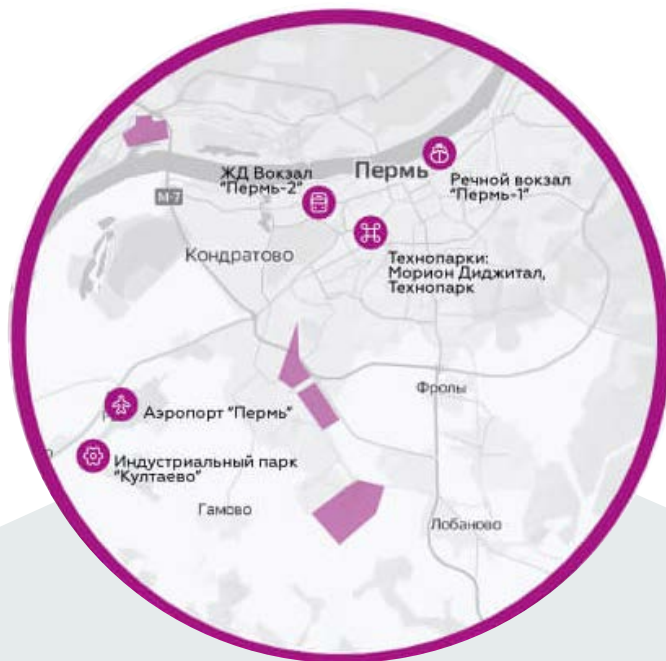 ЖД Вокзал
"Пермь-2"
Пермь
Речной вокзал
"Пермь-1"
М-7
Кондратово
Технопарки:
Морион Диджитал,
Технопарк
Фролы
Аэропорт "Пермь"
Индустриальный парк
"Култаево"
Гамово
Лобаново